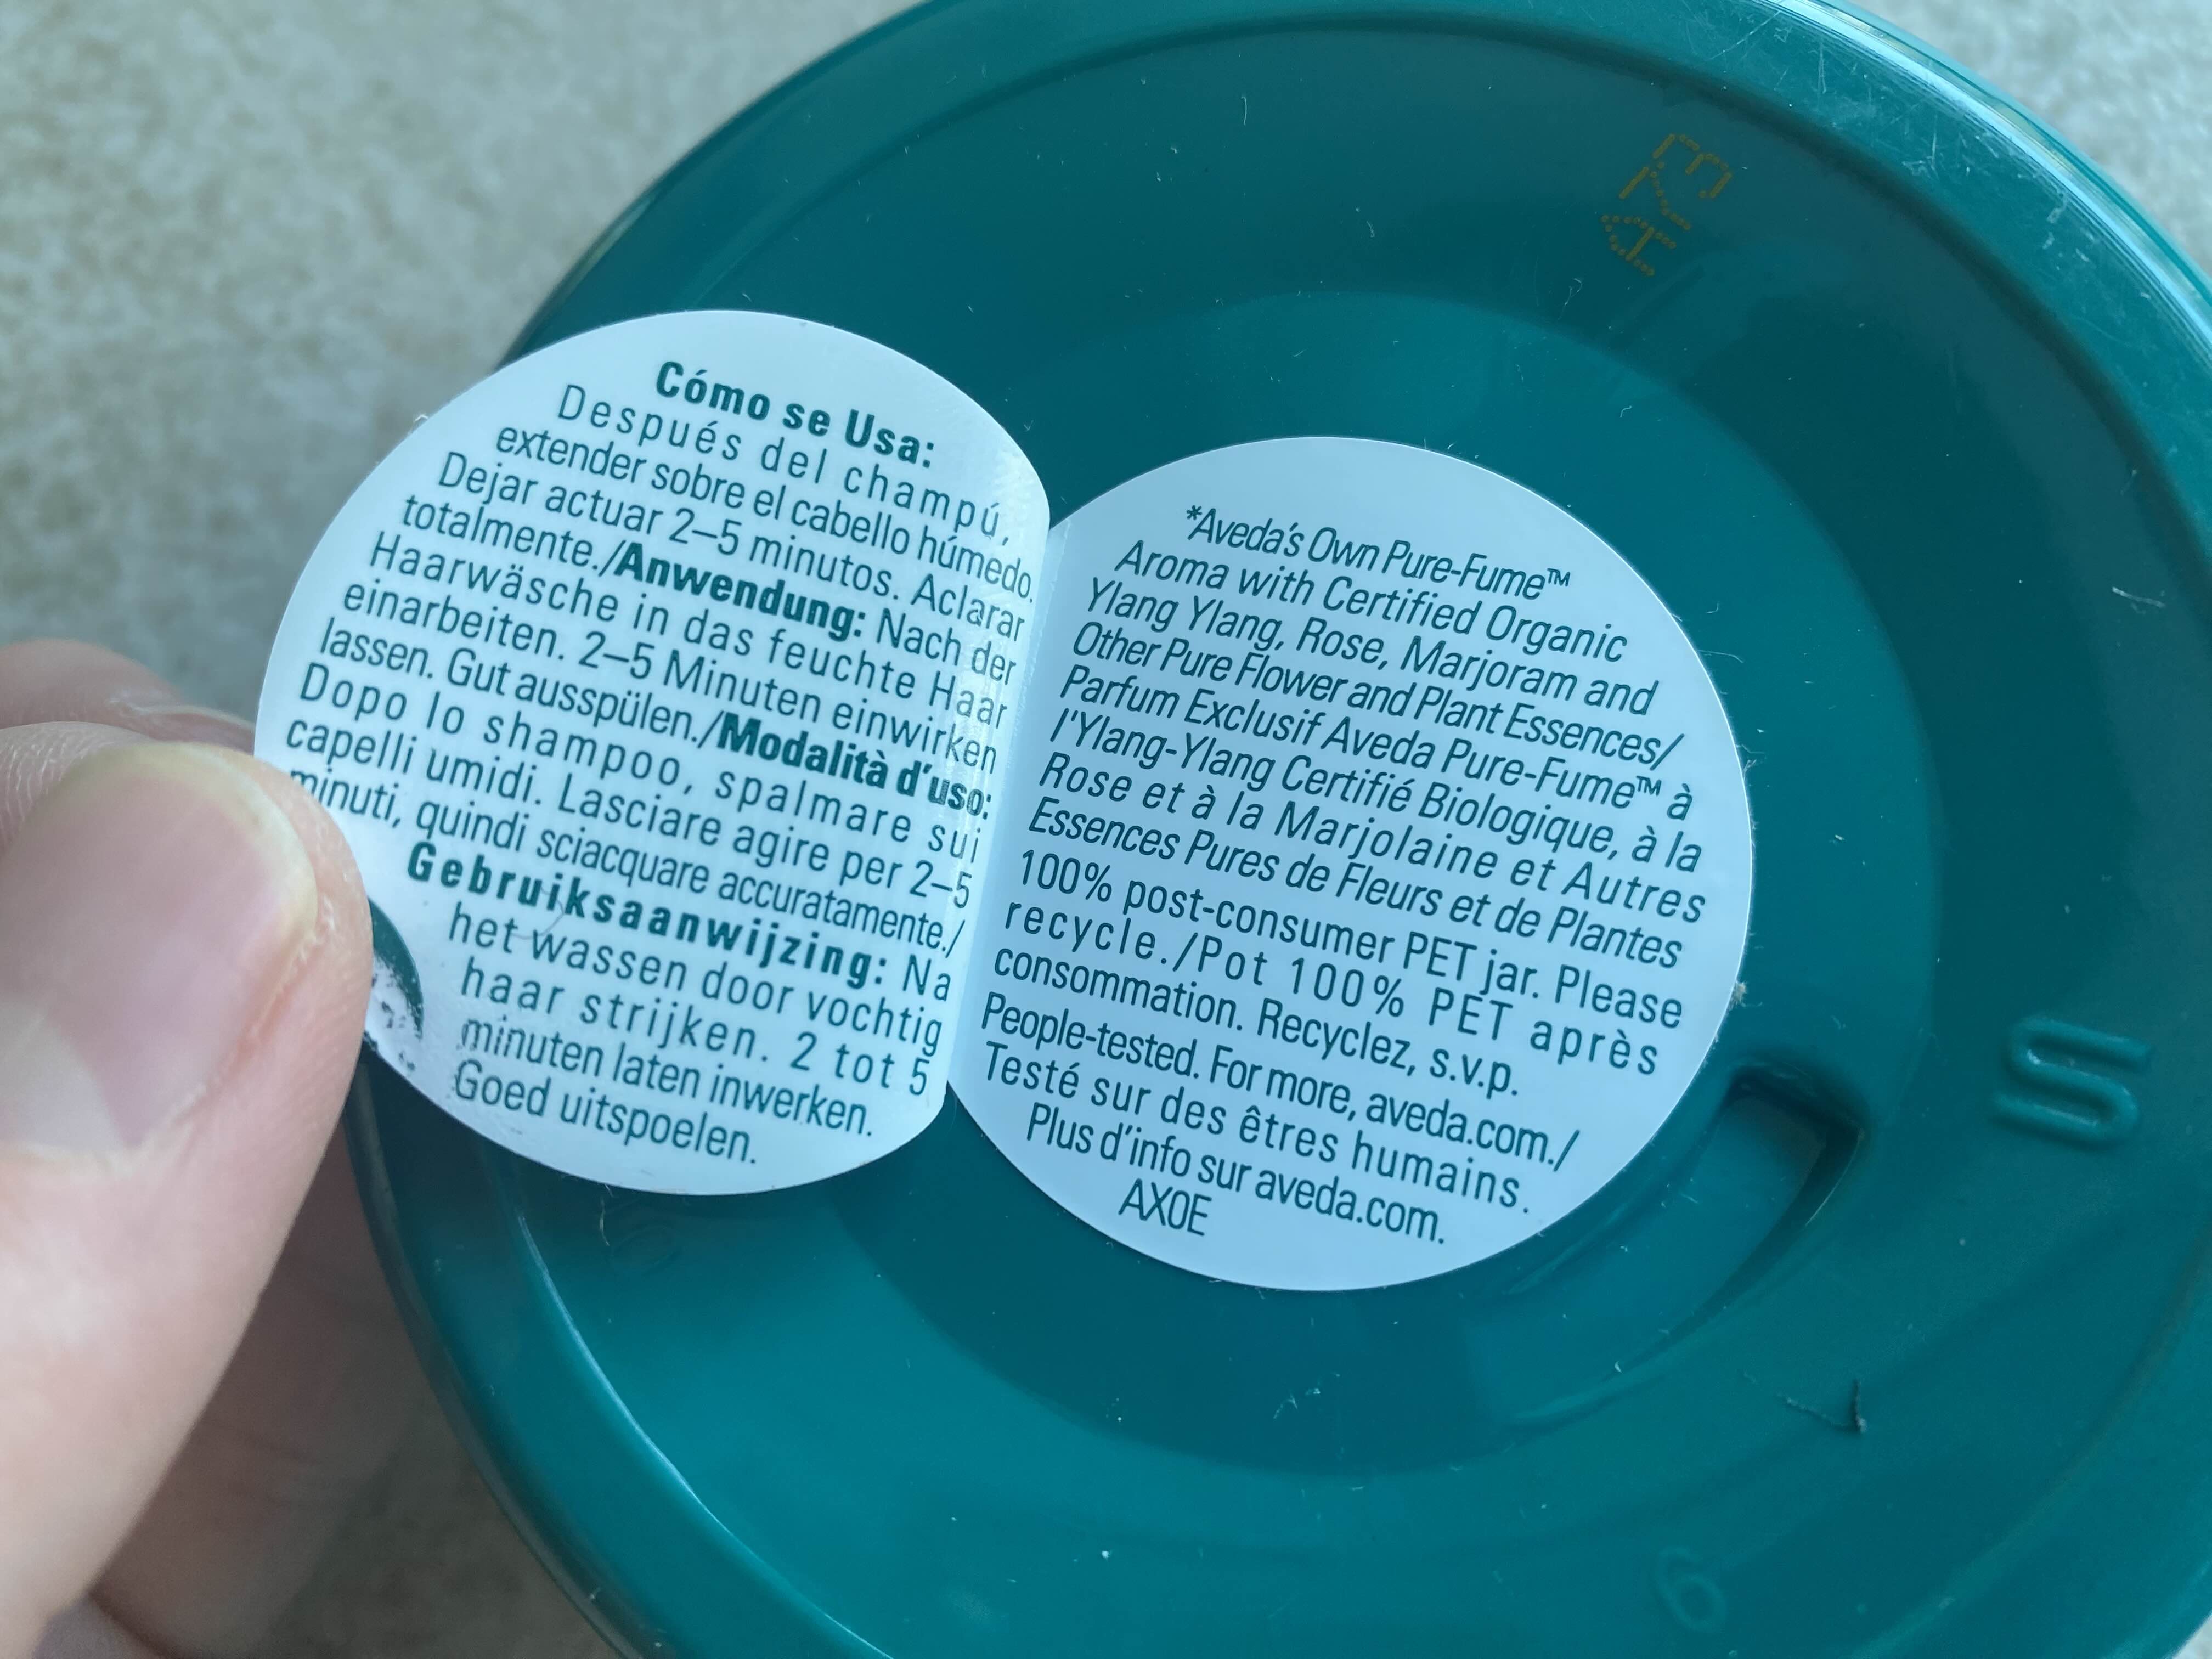 Cómo se Usa:
Después del champú,
extender sobre el cabello húmedo.
Dejar actuar 2–5 minutos. Aclarar
totalmente./Anwendung: Nach der
Haarwäsche in das feuchte Haar
einarbeiten. 2–5 Minuten einwirken
lassen. Gut ausspülen./Modalità d'uso:
Dopo lo shampoo, spalmare sui
capelli umidi. Lasciare agire per 2–5
minuti, quindi sciacquare accuratamente./
Gebruiksaanwijzing: Na
het wassen door vochtig
haar strijken. 2 tot 5
minuten laten inwerken.
Goed uitspoelen.
*Aveda's Own Pure-Fume™
Aroma with Certified Organic
Ylang Ylang, Rose, Marjoram and
Other Pure Flower and Plant Essences/
Parfum Exclusif Aveda Pure-Fume™ à
l'Ylang-Ylang Certifié Biologique, à la
Rose et à la Marjolaine et Autres
Essences Pures de Fleurs et de Plantes
100% post-consumer PET jar. Please
recycle./Pot 100% PET après
consommation. Recyclez, s.v.p.
People-tested. For more, aveda.com./
Testé sur des êtres humains.
Plus d'info sur aveda.com.
AX0E
6